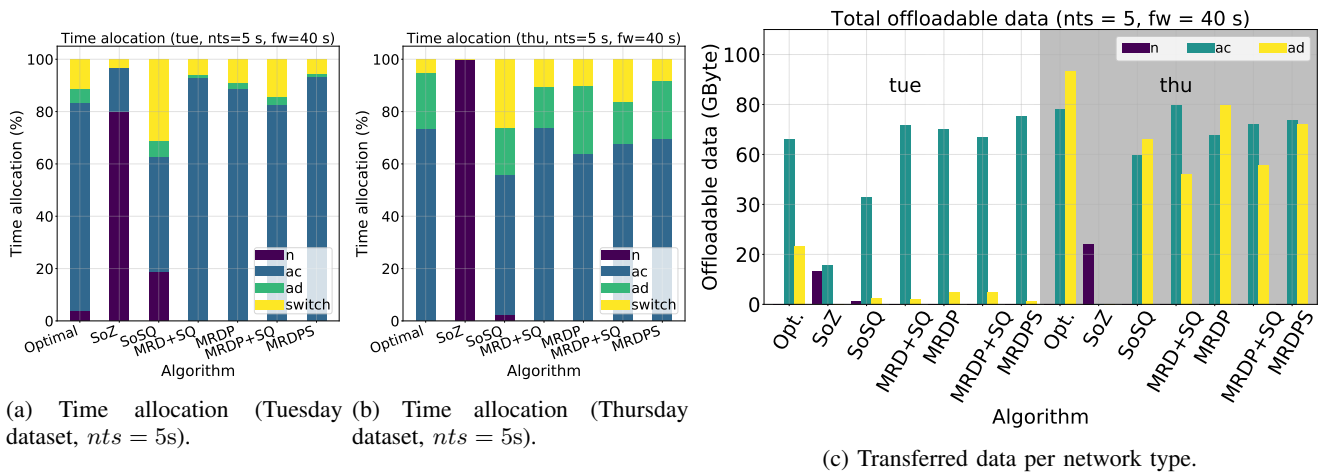 Time alocation (tue, nts=5 s, fw=40 s)
100
80
60
40
20
0
Time allocation (%)
n
ac
ad
switch
Optimal
SoZ
SoSQ
MRD+SQ
MRDP
MRDP+SQ
MRDPS
Algorithm
(a) Time allocation (Tuesday
dataset, nts = 5s).
Time alocation (thu, nts=5 s, fw=40 s)
100
80
60
40
20
0
Time allocation (%)
n
ac
ad
switch
Optimal
SoZ
SoSQ
MRD+SQ
MRDP
MRDP+SQ
MRDPS
Algorithm
(b) Time allocation (Thursday
dataset, nts = 5s).
Total offloadable data (nts = 5, fw = 40 s)
n ac ad
tue thu
100
80
60
30
20
0
Offloadable data (GByte)
Opt.
SoZ
SoSQ
MRD+SQ
MRDP
MRDP+SQ
MRDPS
Opt.
SoZ
SoSQ
MRD+SQ
MRDP
MRDP+SQ
MRDPS
Algorithm
(c) Transferred data per network type.